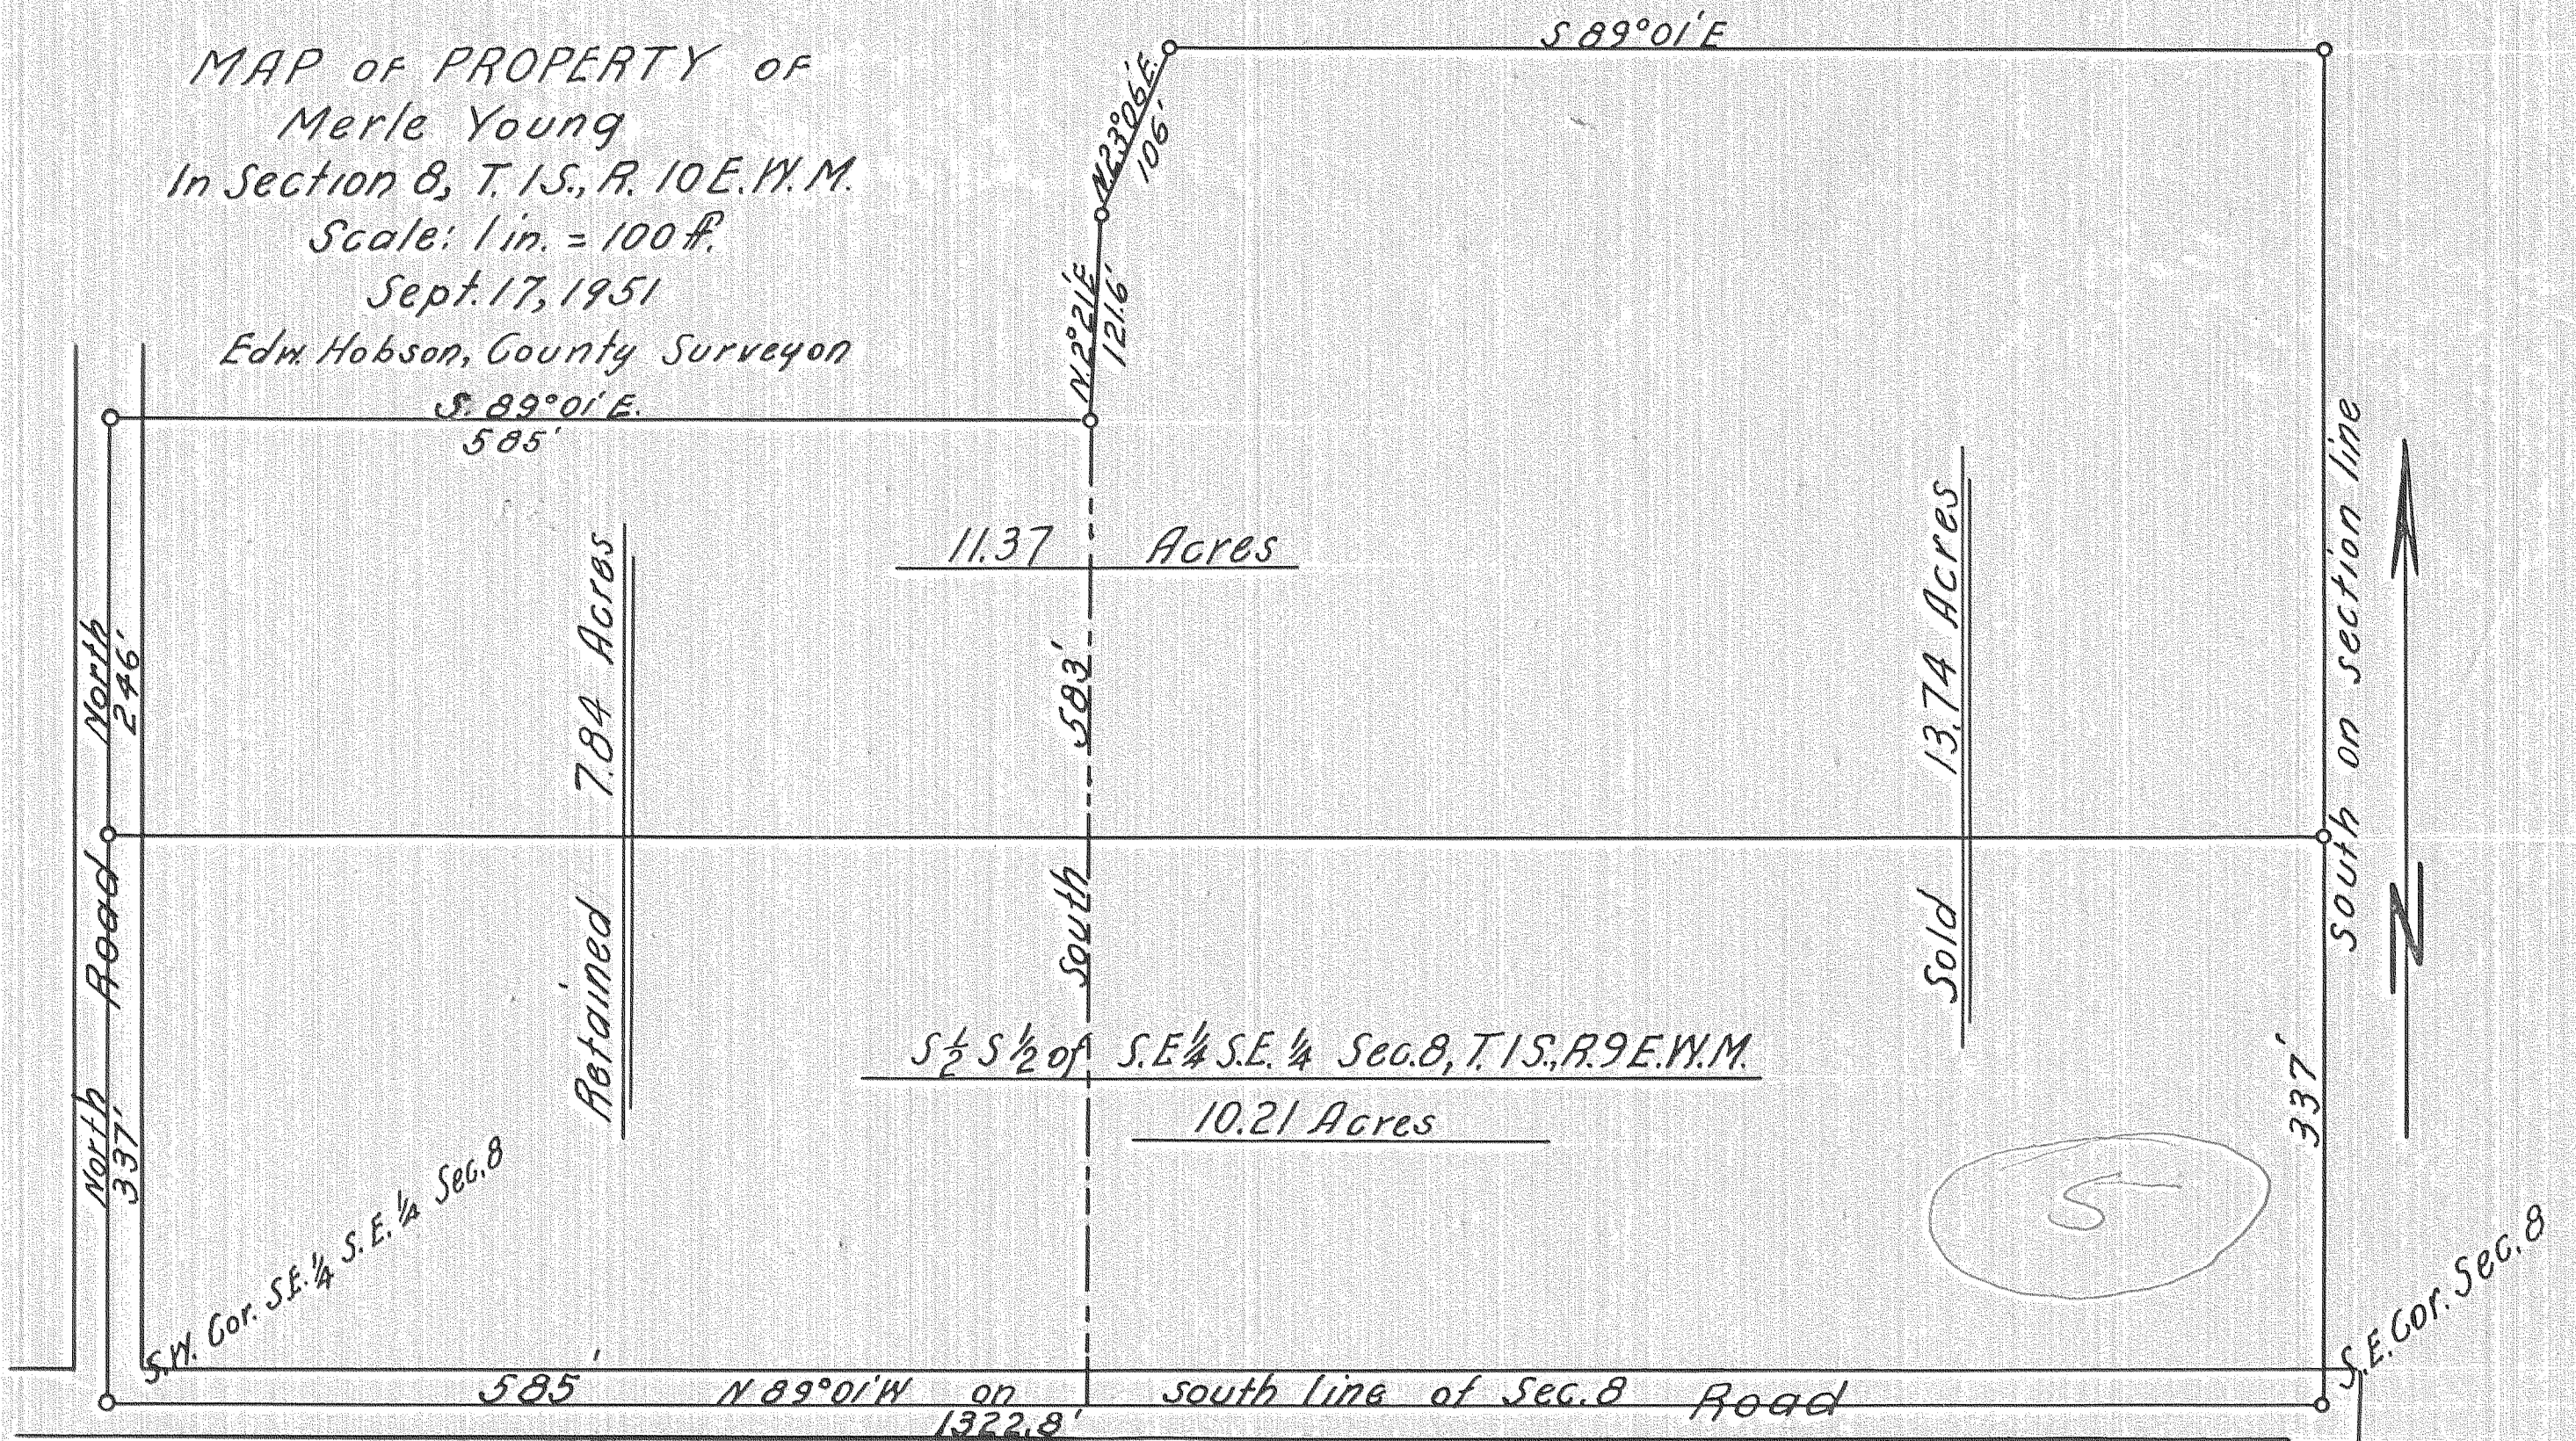 MAP OF PROPERTY OF
Merle Young
In Section 8, T. 1S., R. 10E. W. M.
Scale: 1 in. = 100 ft.
Sept. 17, 1951
Edw. Hobson, County Surveyor
S. 89°01' E.
585'
N.2°21'E
121.6'
N.23°06'E.
106'
S 89°01' E
North
246'
Road
North
337'
Retained 7.84 Acres
11.37 Acres
583'
South
Sold 13.74 Acres
south on section line
337'
N
S½ S½ of S.E¼ S.E.¼ Sec.8, T.1S., R.9E.W.M.
10.21 Acres
5
S.W. Cor. S.E.¼ S.E.¼ Sec.8
S.E. Cor. Sec. 8
585' N 89°01'W on south line of Sec.8 Road
1322.8'